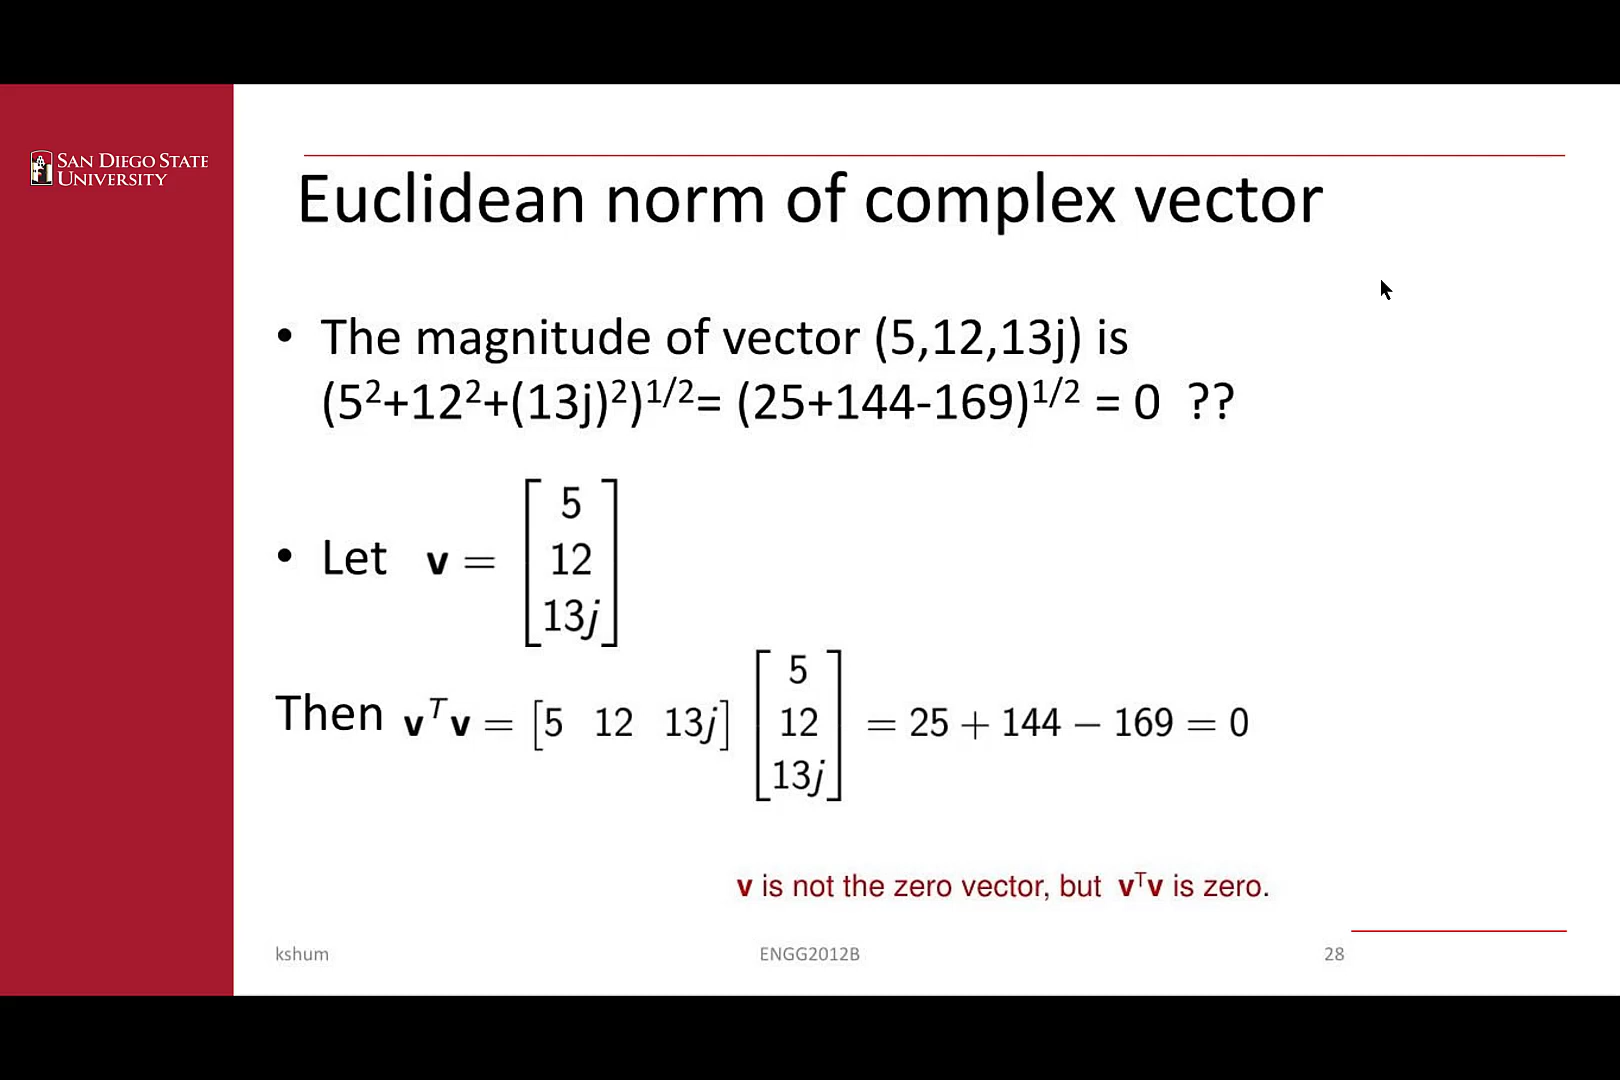 SAN DIEGO STATE
UNIVERSITY
Euclidean norm of complex vector
• The magnitude of vector (5,12,13j) is
(5²+12²+(13j)²)^1/2= (25+144-169)^1/2 = 0 ??
• Let v = [5
12
13j]
Then vᵀv = [5 12 13j] [5
12
13j] = 25 + 144 − 169 = 0
v is not the zero vector, but vᵀv is zero.
kshum ENGG2012B 28